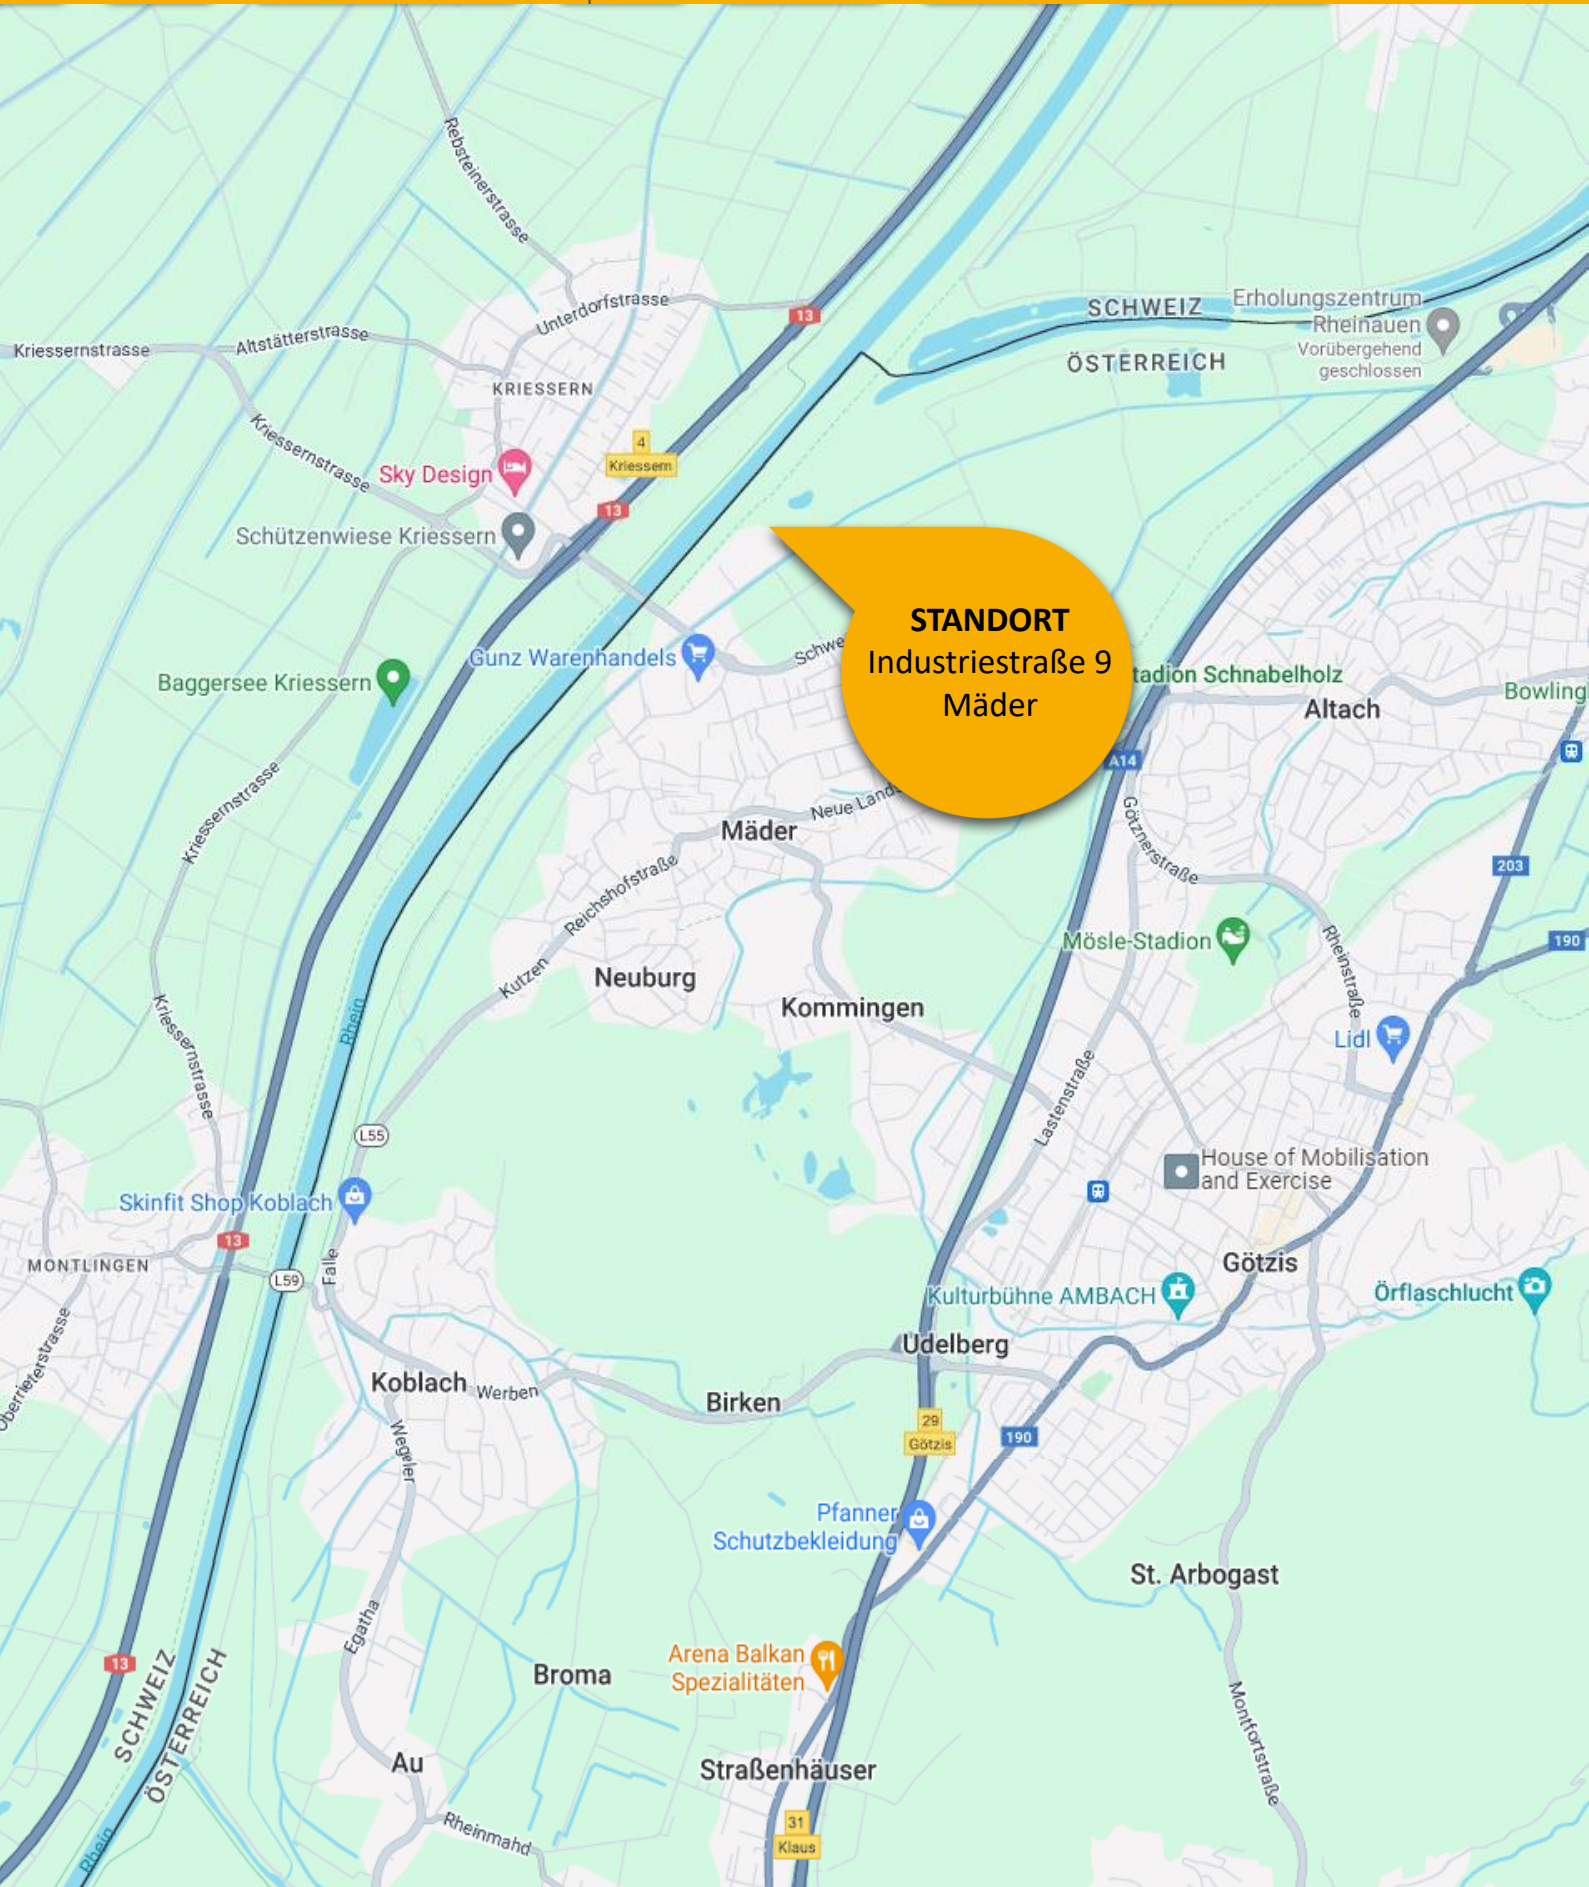 Rebsteinerstrasse
Unterdorfstrasse
13
SCHWEIZ
Erholungszentrum
Rheinauen
Vorübergehend
geschlossen
Kriessernstrasse
Altstätterstrasse
ÖSTERREICH
KRIESSERN
Kriessernstrasse
4
Kriessern
Sky Design
13
Schützenwiese Kriessern
STANDORT
Industriestraße 9
Mäder
Schwe
Gunz Warenhandels
Baggersee Kriessern
tadion Schnabelholz
Altach
Bowling
A14
Kriessernstrasse
Neue Lands
Mäder
Götznerstraße
203
Reichshofstraße
Mösle-Stadion
Rheinstraße
190
Kutzen
Neuburg
Rhein
Kommingen
Kriessernstrasse
Lidl
Lastenstraße
L55
House of Mobilisation
and Exercise
Skinfit Shop Koblach
13
MONTLINGEN
L59
Falle
Götzis
Kulturbühne AMBACH
Örflaschlucht
Oberrieterstrasse
Udelberg
Koblach
Werben
Birken
29
Götzis
190
Wegeler
Pfanner
Schutzbekleidung
St. Arbogast
Egatha
13
SCHWEIZ
ÖSTERREICH
Broma
Arena Balkan
Spezialitäten
Montfortstraße
Au
Straßenhäuser
Rheinmahd
31
Klaus
Rhein